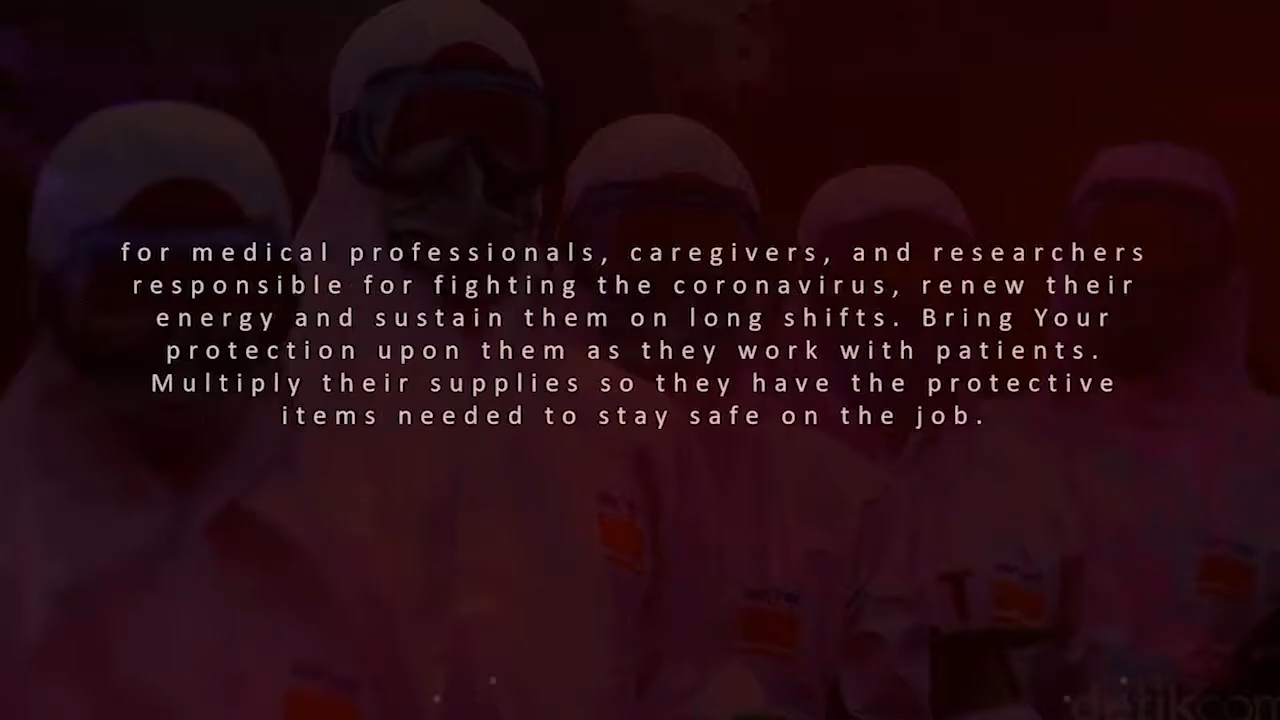 for medical professionals, caregivers, and researchers
responsible for fighting the coronavirus, renew their
energy and sustain them on long shifts. Bring Your
protection upon them as they work with patients.
Multiply their supplies so they have the protective
items needed to stay safe on the job.
detikcom